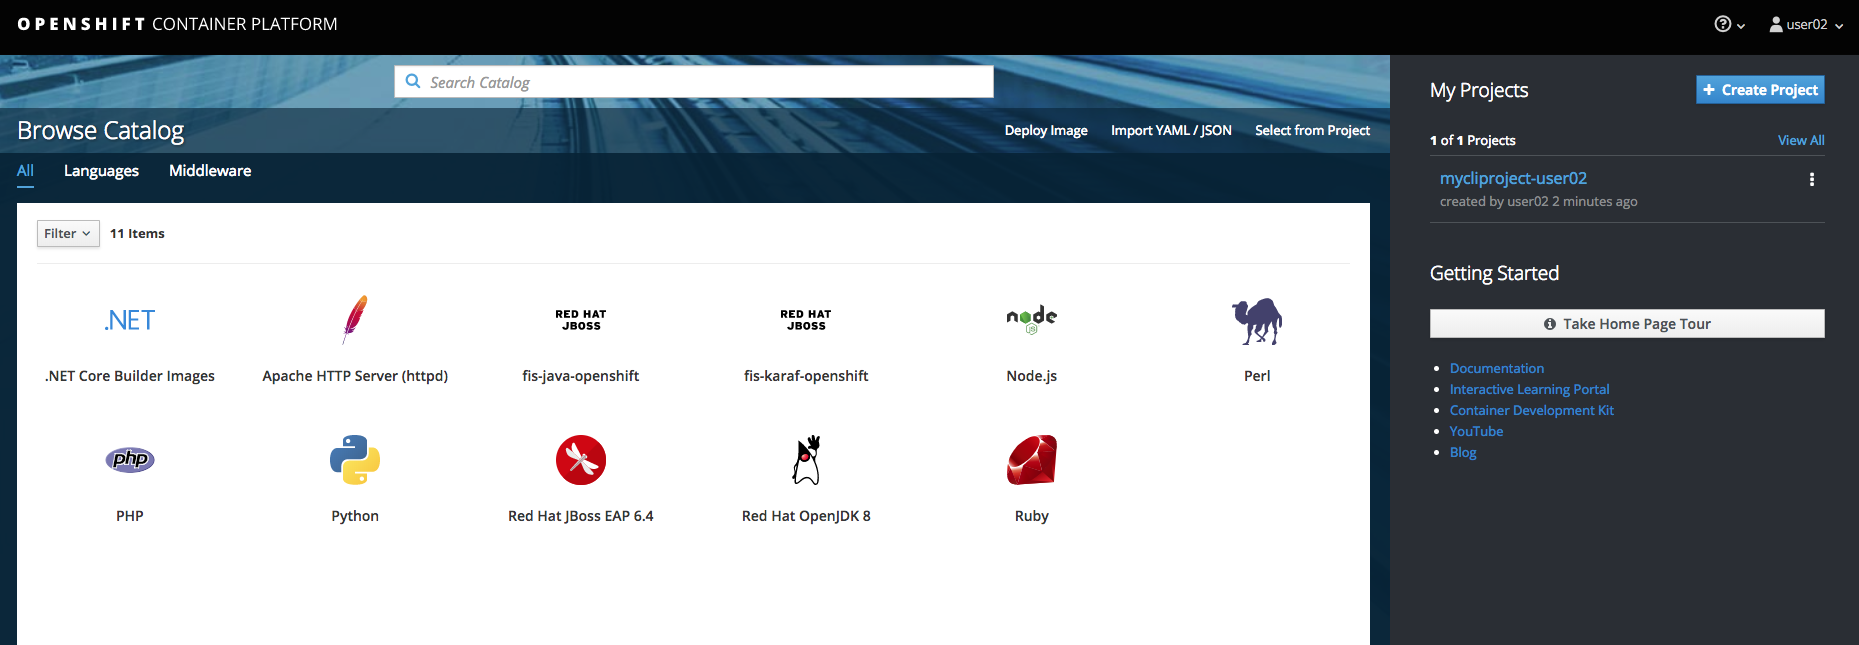 OPENSHIFT CONTAINER PLATFORM
user02
Search Catalog
Browse Catalog
Deploy Image
Import YAML / JSON
Select from Project
All
Languages
Middleware
Filter
11 Items
.NET
RED HAT
JBOSS
RED HAT
JBOSS
node
JS
.NET Core Builder Images
Apache HTTP Server (httpd)
fis-java-openshift
fis-karaf-openshift
Node.js
Perl
php
PHP
Python
Red Hat JBoss EAP 6.4
Red Hat OpenJDK 8
Ruby
My Projects
Create Project
1 of 1 Projects
View All
mycliproject-user02
created by user02 2 minutes ago
Getting Started
Take Home Page Tour
Documentation
Interactive Learning Portal
Container Development Kit
YouTube
Blog